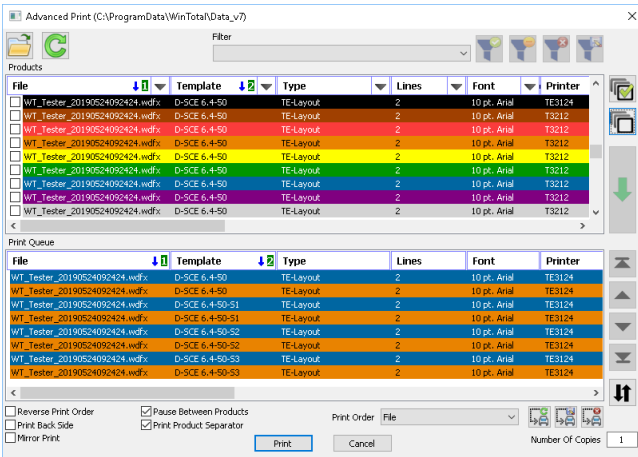 Advanced Print (C:\ProgramData\WinTotal\Data_v7)
Filter
Products
File 1 Template 2 Type Lines Font Printer
WT_Tester_20190524092424.wdfx D-SCE 6.4-50 TE-Layout 2 10 pt. Arial TE3124
WT_Tester_20190524092424.wdfx D-SCE 6.4-50 TE-Layout 2 10 pt. Arial T3212
WT_Tester_20190524092424.wdfx D-SCE 6.4-50 TE-Layout 2 10 pt. Arial T3212
WT_Tester_20190524092424.wdfx D-SCE 6.4-50 TE-Layout 2 10 pt. Arial T3212
WT_Tester_20190524092424.wdfx D-SCE 6.4-50 TE-Layout 2 10 pt. Arial T3212
WT_Tester_20190524092424.wdfx D-SCE 6.4-50 TE-Layout 2 10 pt. Arial T3212
WT_Tester_20190524092424.wdfx D-SCE 6.4-50 TE-Layout 2 10 pt. Arial T3212
WT_Tester_20190524092424.wdfx D-SCE 6.4-50 TE-Layout 2 10 pt. Arial T3212
WT_Tester_20190524092424.wdfx D-SCE 6.4-50 TE-Layout 2 10 pt. Arial T3212
Print Queue
File 1 Template 2 Type Lines Font Printer
WT_Tester_20190524092424.wdfx D-SCE 6.4-50 TE-Layout 2 10 pt. Arial TE3124
WT_Tester_20190524092424.wdfx D-SCE 6.4-50 TE-Layout 2 10 pt. Arial TE3124
WT_Tester_20190524092424.wdfx D-SCE 6.4-50-S1 TE-Layout 2 10 pt. Arial TE3124
WT_Tester_20190524092424.wdfx D-SCE 6.4-50-S1 TE-Layout 2 10 pt. Arial TE3124
WT_Tester_20190524092424.wdfx D-SCE 6.4-50-S2 TE-Layout 2 10 pt. Arial TE3124
WT_Tester_20190524092424.wdfx D-SCE 6.4-50-S2 TE-Layout 2 10 pt. Arial TE3124
WT_Tester_20190524092424.wdfx D-SCE 6.4-50-S3 TE-Layout 2 10 pt. Arial TE3124
WT_Tester_20190524092424.wdfx D-SCE 6.4-50-S3 TE-Layout 2 10 pt. Arial TE3124
Reverse Print Order Pause Between Products Print Order File
Print Back Side Print Product Separator
Mirror Print Print Cancel Number Of Copies 1